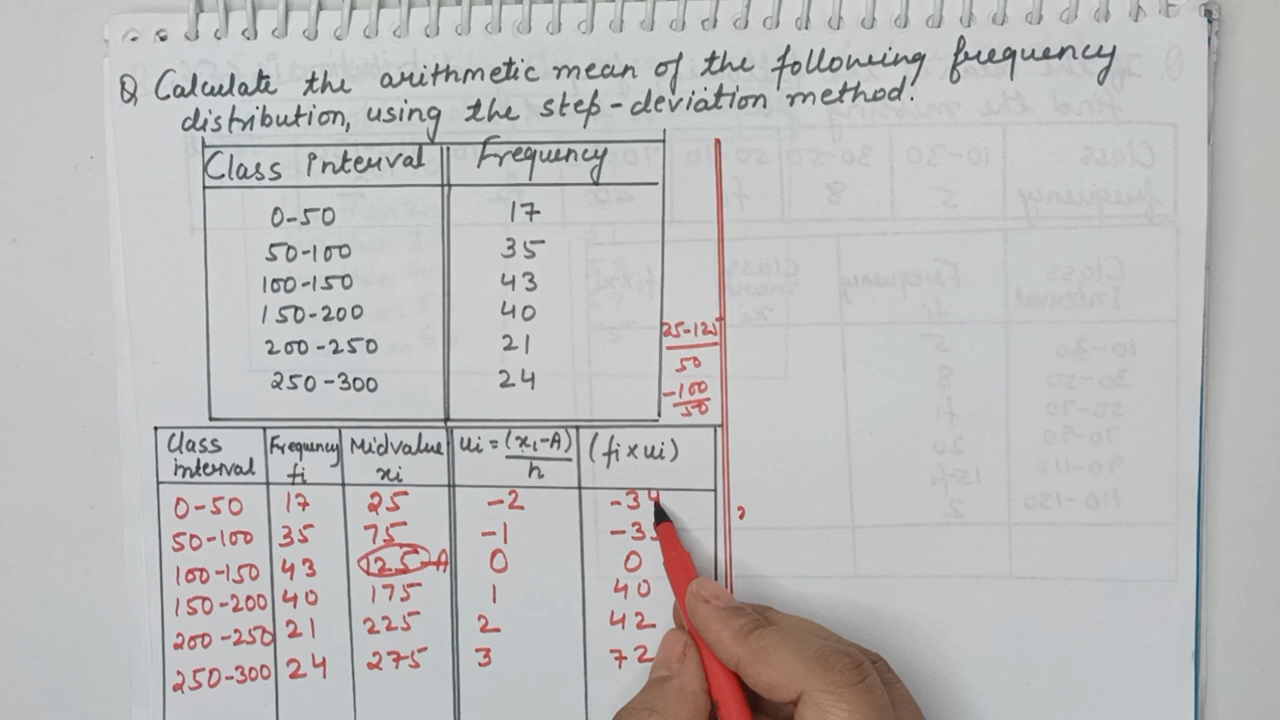 Q Calculate the arithmetic mean of the following frequency
distribution, using the step-deviation method:
Class Interval Frequency
0-50 17
50-100 35
100-150 43
150-200 40
200-250 21
250-300 24
25-125
50
-100
50
Class interval Frequency fi Midvalue xi ui = (xi-A)/h (fi x ui)
0-50 17 25 -2 -34
50-100 35 75 -1 -35
100-150 43 125-A 0 0
150-200 40 175 1 40
200-250 21 225 2 42
250-300 24 275 3 72